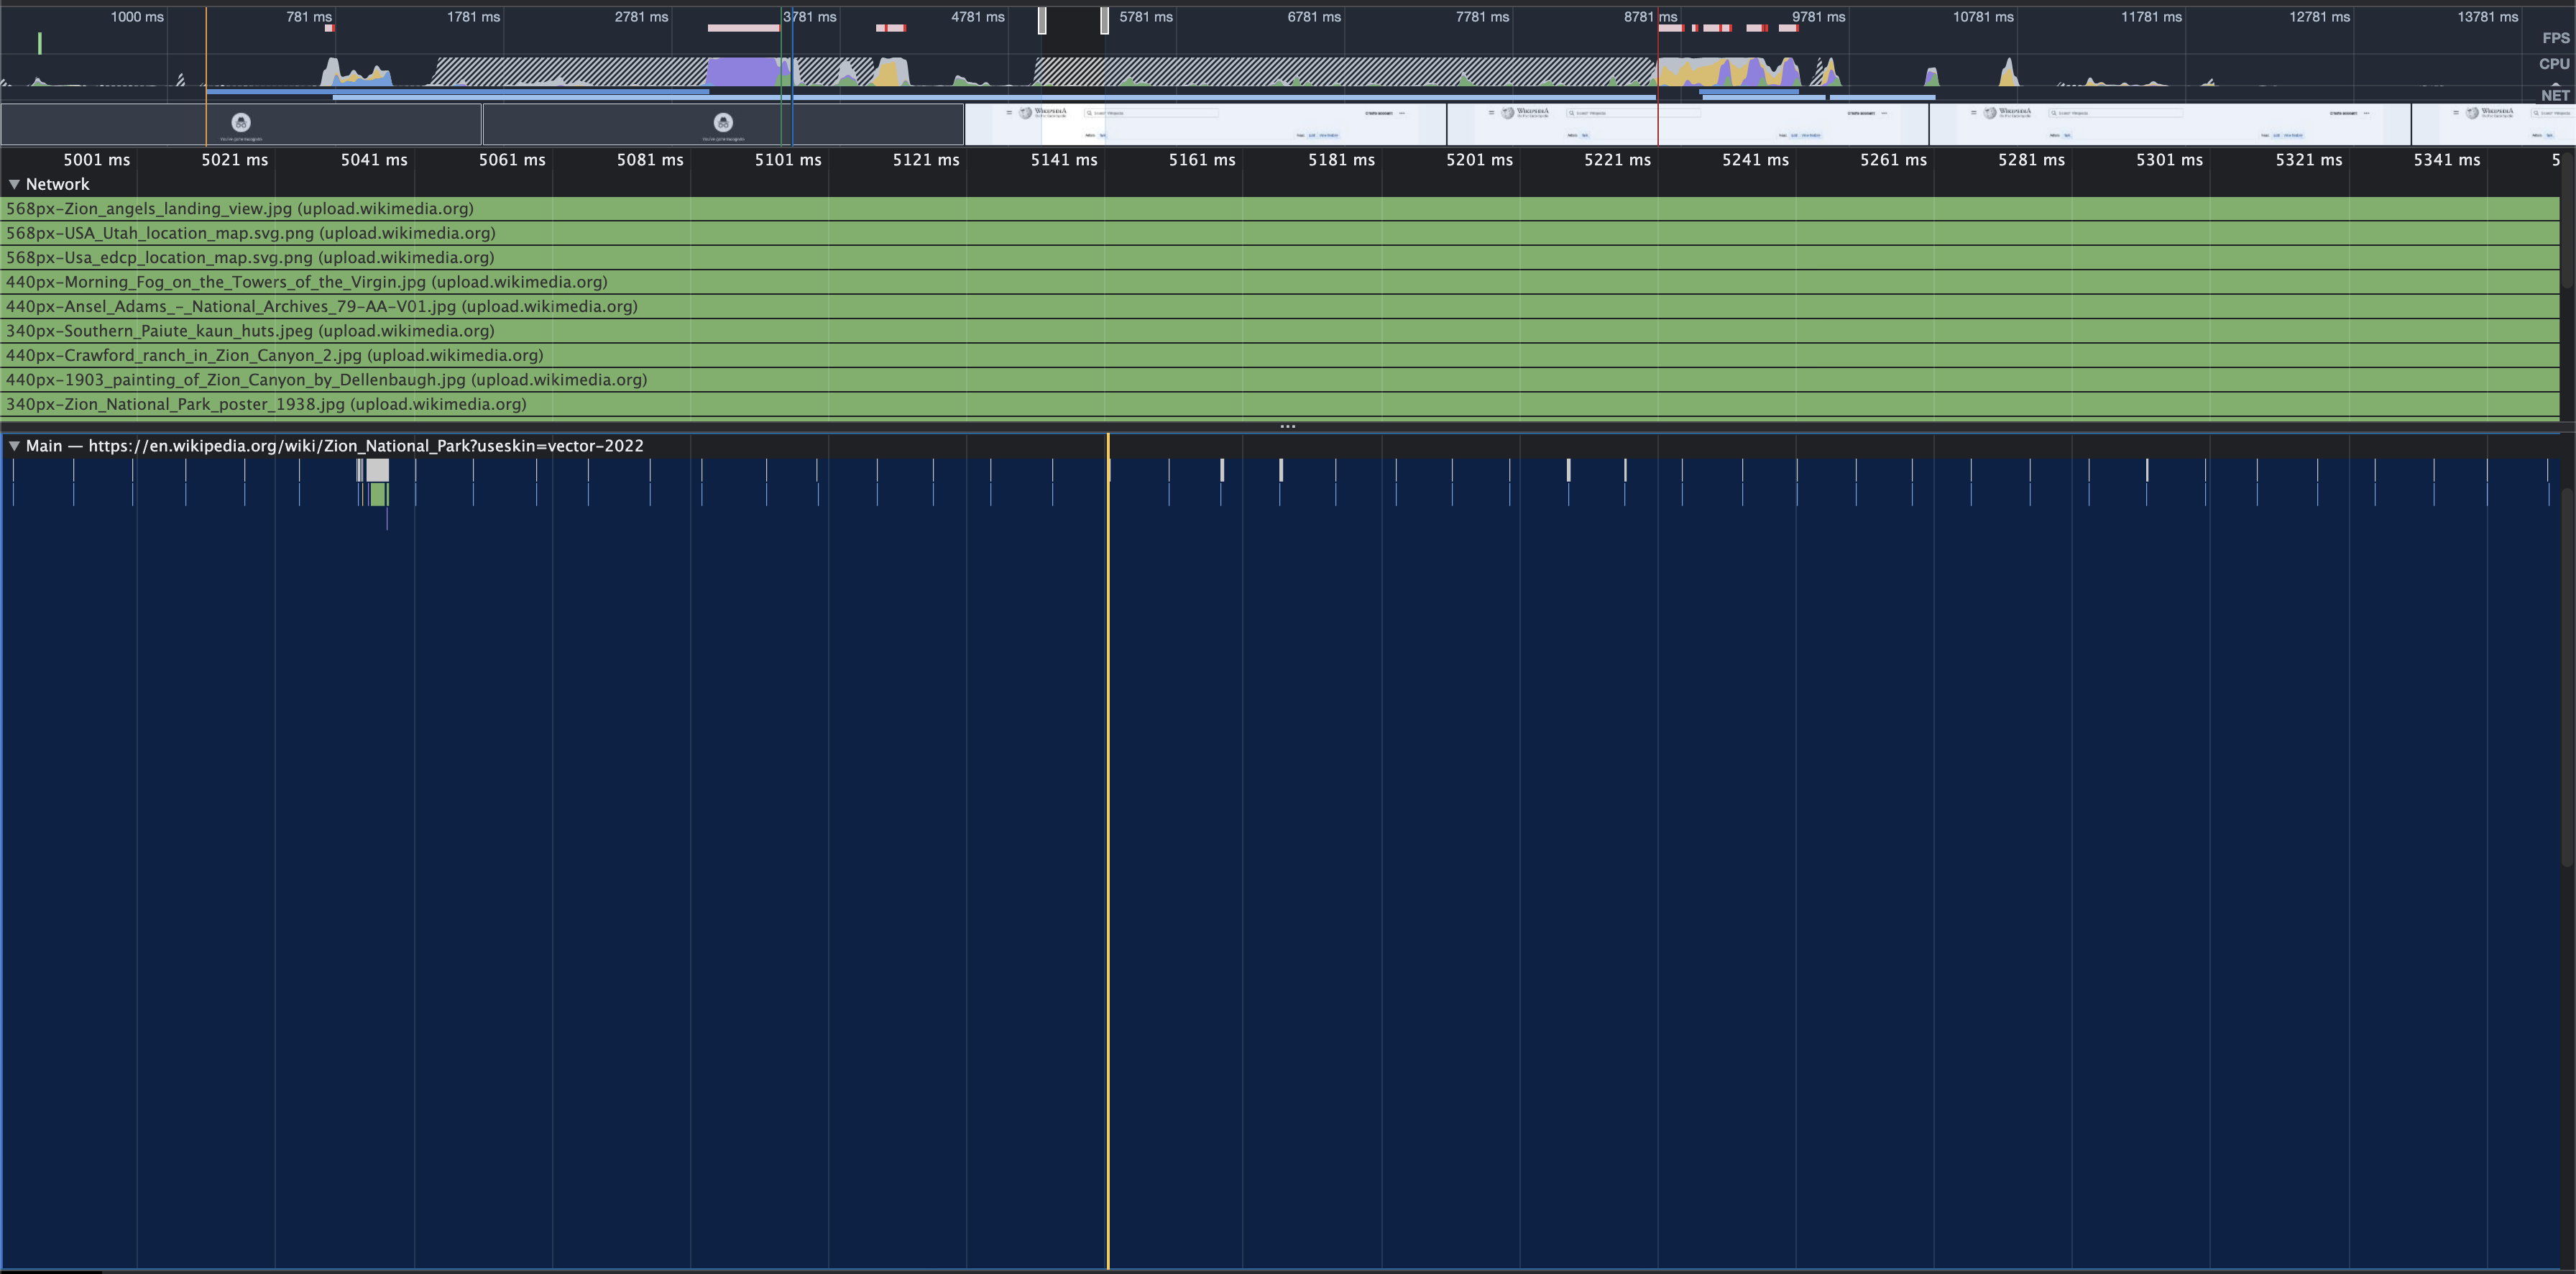 1000 ms 781 ms 1781 ms 2781 ms 3781 ms 4781 ms 5781 ms 6781 ms 7781 ms 8781 ms 9781 ms 10781 ms 11781 ms 12781 ms 13781 ms
FPS
CPU
NET
5001 ms 5021 ms 5041 ms 5061 ms 5081 ms 5101 ms 5121 ms 5141 ms 5161 ms 5181 ms 5201 ms 5221 ms 5241 ms 5261 ms 5281 ms 5301 ms 5321 ms 5341 ms 5
Network
568px-Zion_angels_landing_view.jpg (upload.wikimedia.org)
568px-USA_Utah_location_map.svg.png (upload.wikimedia.org)
568px-Usa_edcp_location_map.svg.png (upload.wikimedia.org)
440px-Morning_Fog_on_the_Towers_of_the_Virgin.jpg (upload.wikimedia.org)
440px-Ansel_Adams_-_National_Archives_79-AA-V01.jpg (upload.wikimedia.org)
340px-Southern_Paiute_kaun_huts.jpeg (upload.wikimedia.org)
440px-Crawford_ranch_in_Zion_Canyon_2.jpg (upload.wikimedia.org)
440px-1903_painting_of_Zion_Canyon_by_Dellenbaugh.jpg (upload.wikimedia.org)
340px-Zion_National_Park_poster_1938.jpg (upload.wikimedia.org)
Main — https://en.wikipedia.org/wiki/Zion_National_Park?useskin=vector-2022